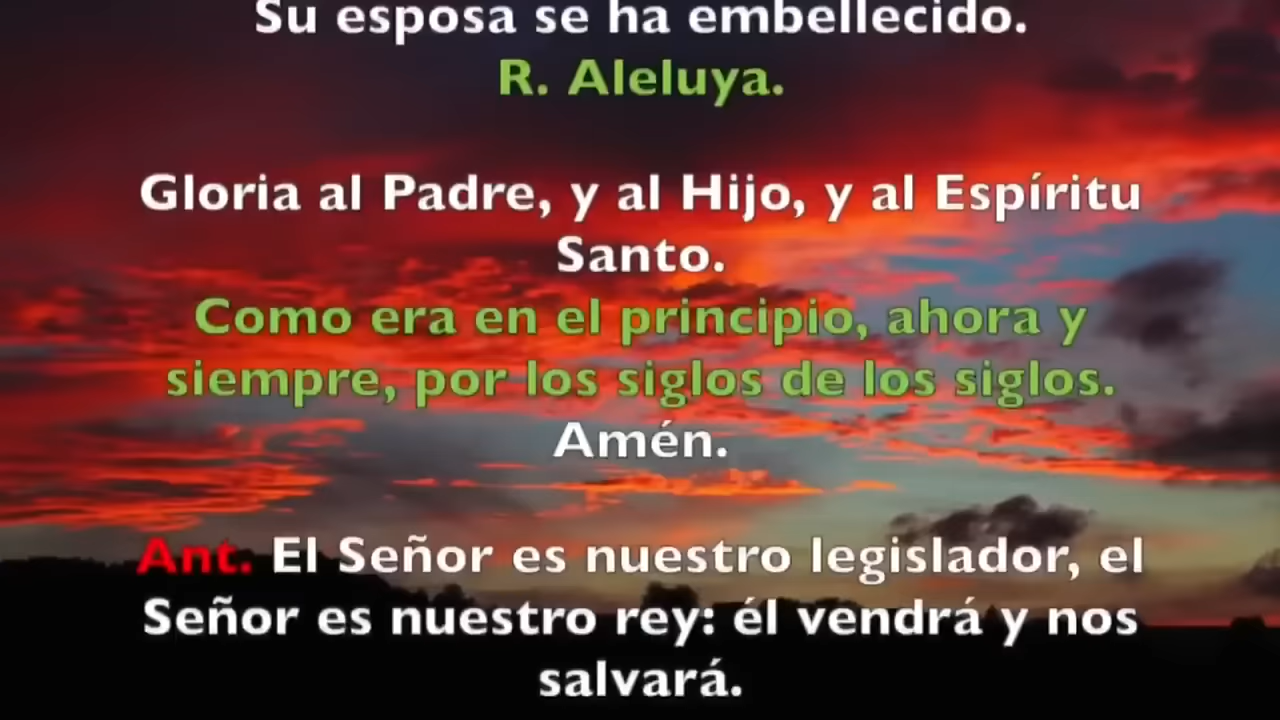 Su esposa se ha embellecido.
R. Aleluya.
Gloria al Padre, y al Hijo, y al Espíritu
Santo.
Como era en el principio, ahora y
siempre, por los siglos de los siglos.
Amén.
Ant. El Señor es nuestro legislador, el
Señor es nuestro rey: él vendrá y nos
salvará.